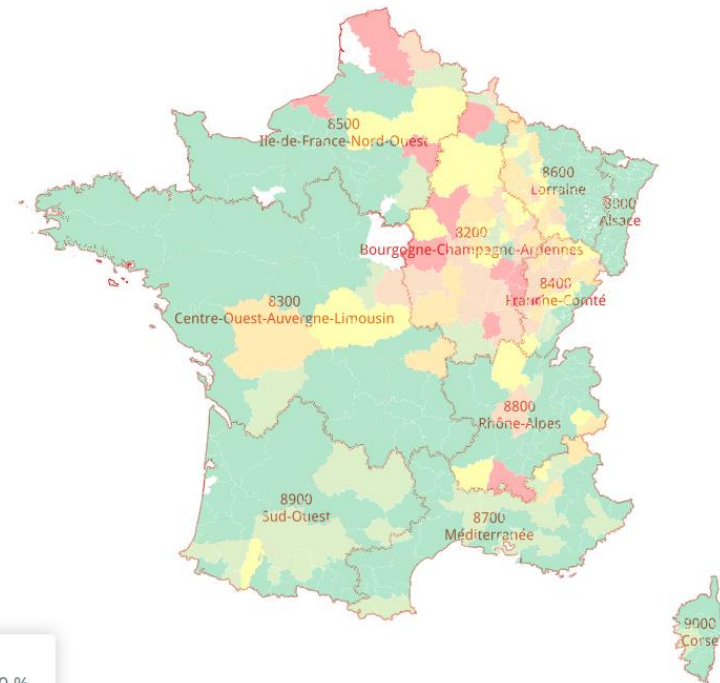 8500
Ile-de-France-Nord-Ouest
8600
Lorraine
8000
Alsace
8200
Bourgogne-Champagne-Ardennes
8400
Franche-Comté
8300
Centre-Ouest-Auvergne-Limousin
8800
Rhône-Alpes
8900
Sud-Ouest
8700
Méditerranée
9000
Corse